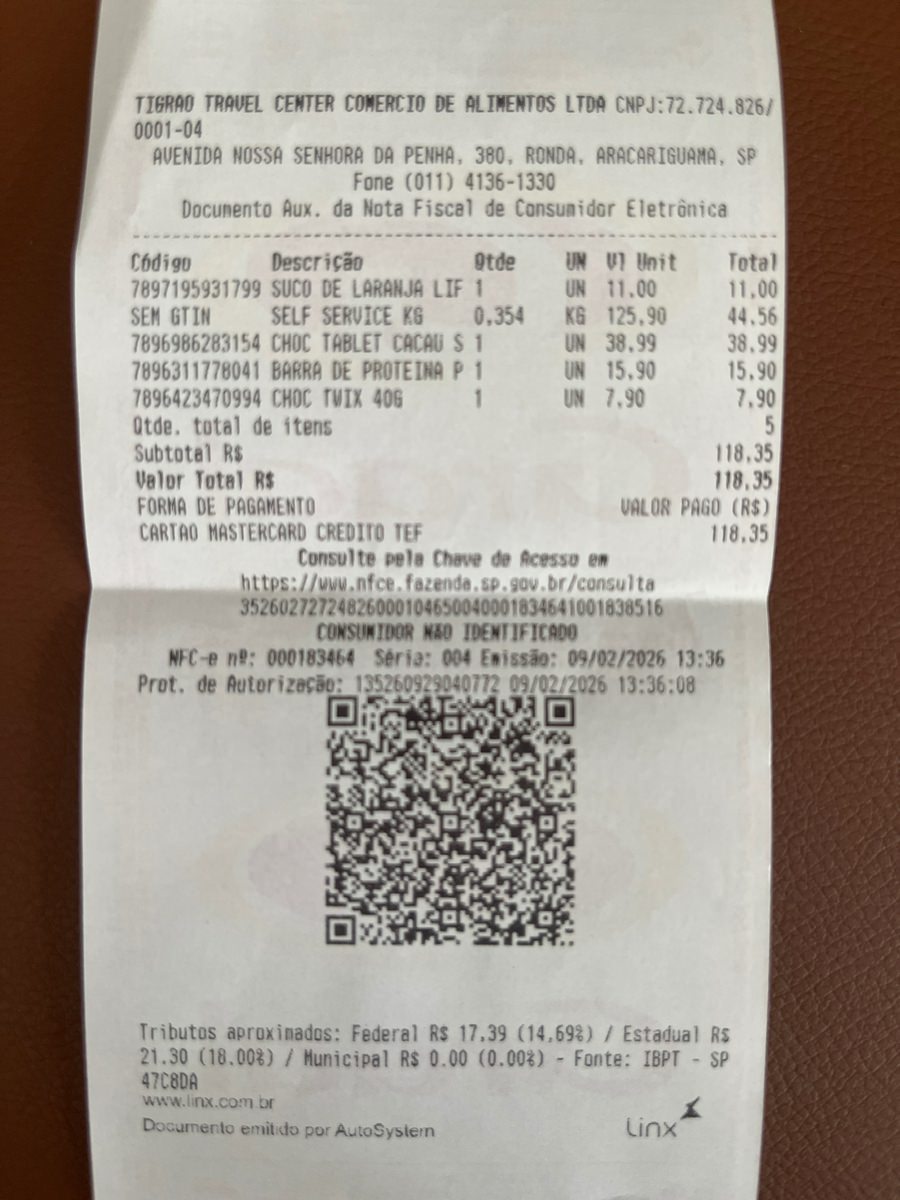 TIGRAO TRAVEL CENTER COMERCIO DE ALIMENTOS LTDA CNPJ:72.724.826/
0001-04
AVENIDA NOSSA SENHORA DA PENHA, 380, RONDA, ARACARIGUAMA, SP
Fone (011) 4136-1330
Documento Aux. da Nota Fiscal de Consumidor Eletrônica
Código Descrição Qtde UN Vl Unit Total
7897195931799 SUCO DE LARANJA LIF 1 UN 11,00 11,00
SEM GTIN SELF SERVICE KG 0,354 KG 125,90 44,56
7896986283154 CHOC TABLET CACAU S 1 UN 38,99 38,99
7896311778041 BARRA DE PROTEINA P 1 UN 15,90 15,90
7896423470994 CHOC TWIX 40G 1 UN 7,90 7,90
Qtde. total de itens 5
Subtotal R$ 118,35
Valor Total R$ 118,35
FORMA DE PAGAMENTO VALOR PAGO (R$)
CARTAO MASTERCARD CREDITO TEF 118,35
Consulte pela Chave de Acesso em
https://www.nfce.fazenda.sp.gov.br/consulta
35260272724826000104650040001834641001838516
CONSUMIDOR NÃO IDENTIFICADO
NFC-e nº: 000183464 Série: 004 Emissão: 09/02/2026 13:36
Prot. de Autorização: 135260929040772 09/02/2026 13:36:08
Tributos aproximados: Federal R$ 17,39 (14,69%) / Estadual R$
21.30 (18.00%) / Municipal R$ 0.00 (0.00%) - Fonte: IBPT - SP
47C8DA
www.linx.com.br
Documento emitido por AutoSystem
Linx